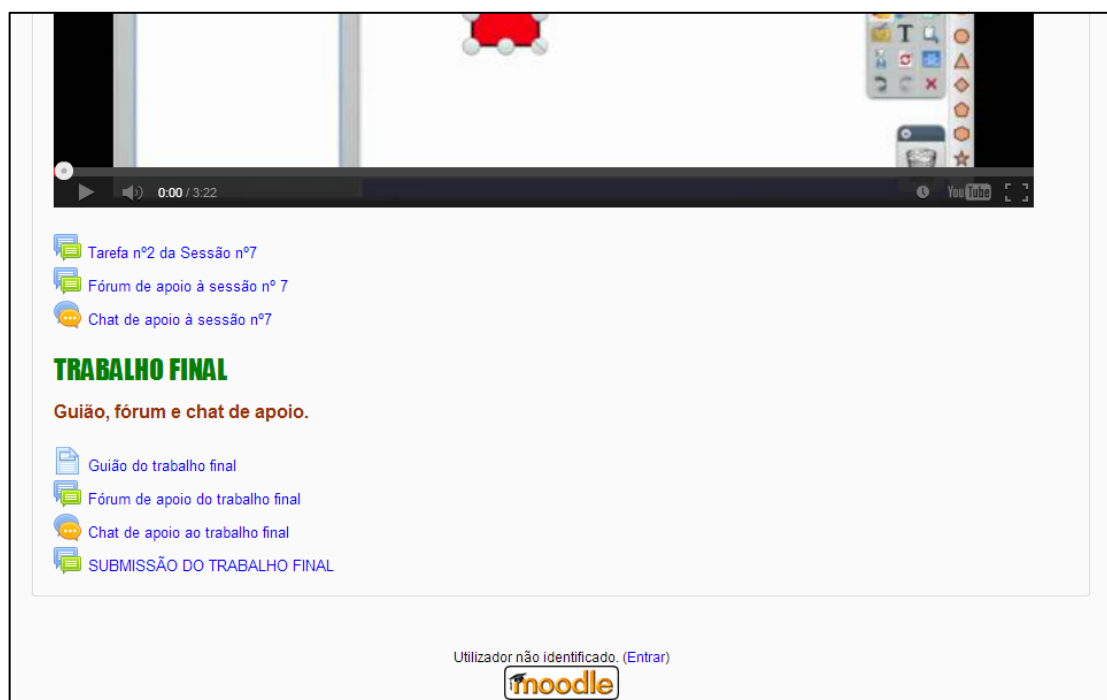 T
0:00 / 3:22
YouTube
Tarefa nº2 da Sessão nº7
Fórum de apoio à sessão nº 7
Chat de apoio à sessão nº7
TRABALHO FINAL
Guião, fórum e chat de apoio.
Guião do trabalho final
Fórum de apoio do trabalho final
Chat de apoio ao trabalho final
SUBMISSÃO DO TRABALHO FINAL
Utilizador não identificado. (Entrar)
moodle